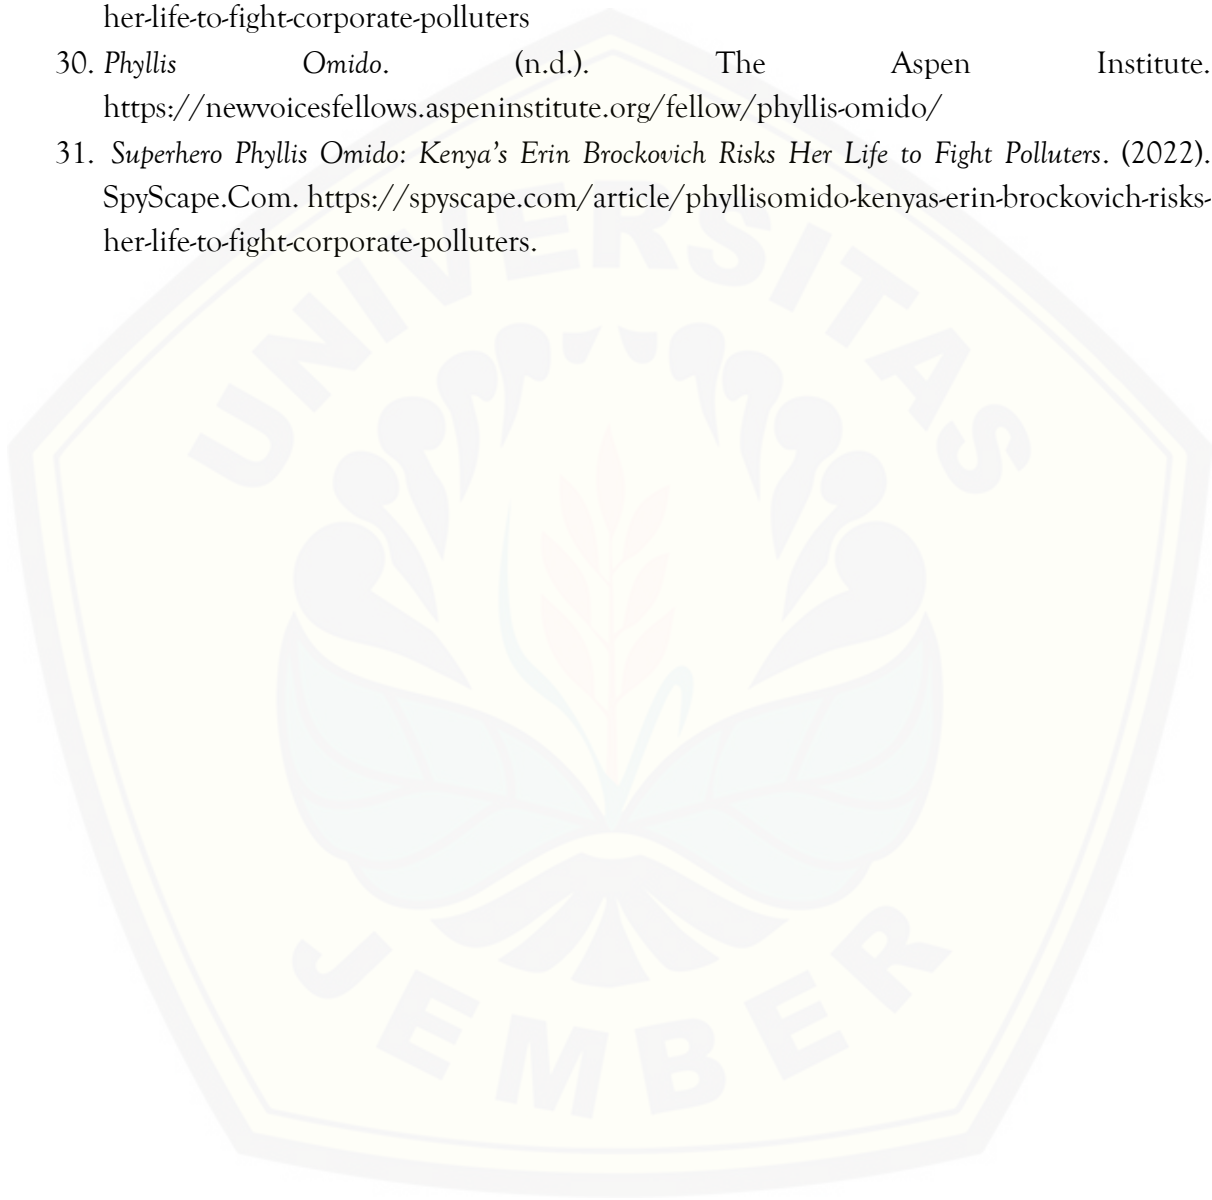 her-life-to-fight-corporate-polluters
30. Phyllis Omido. (n.d.). The Aspen Institute.
https://newvoicesfellows.aspeninstitute.org/fellow/phyllis-omido/
31. Superhero Phyllis Omido: Kenya's Erin Brockovich Risks Her Life to Fight Polluters. (2022).
SpyScape.Com. https://spyscape.com/article/phyllisomido-kenyas-erin-brockovich-risks-
her-life-to-fight-corporate-polluters.
UNIVERSITAS
JEMBER